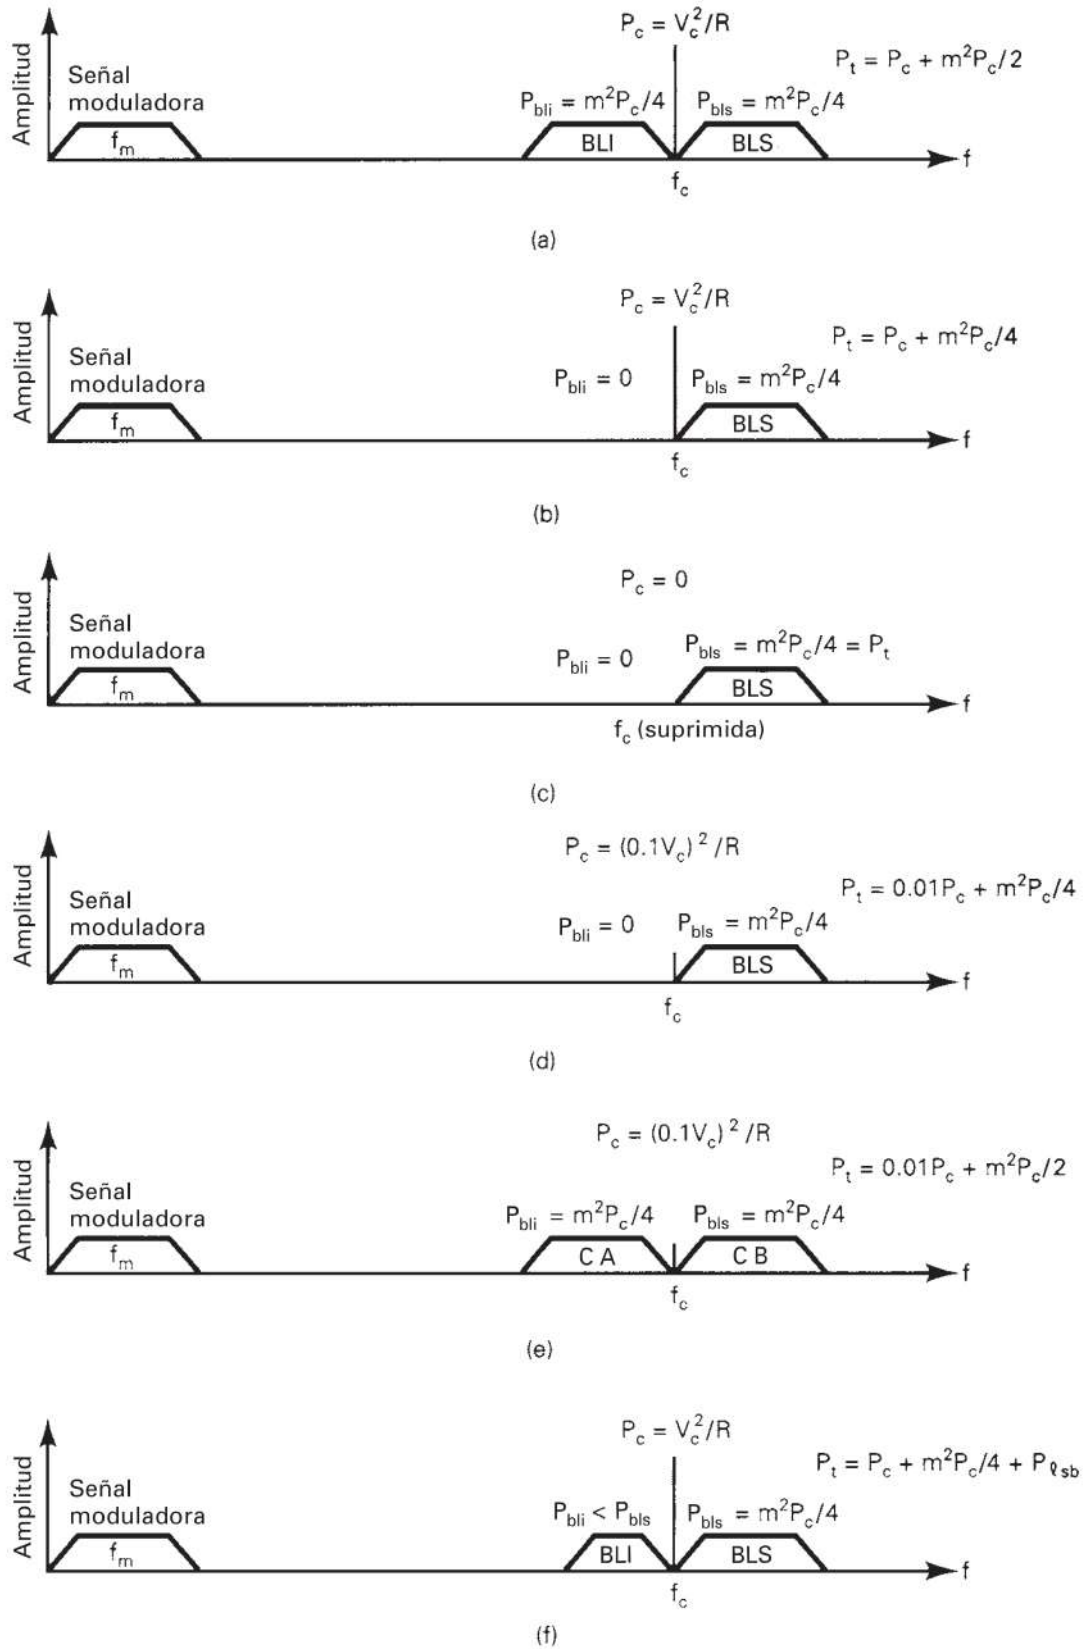 P_c = V_c^2/R
P_t = P_c + m^2P_c/2
Amplitud
Señal
moduladora
f_m
P_bli = m^2P_c/4
P_bls = m^2P_c/4
BLI
BLS
f
f_c
(a)
P_c = V_c^2/R
P_t = P_c + m^2P_c/4
Amplitud
Señal
moduladora
f_m
P_bli = 0
P_bls = m^2P_c/4
BLS
f
f_c
(b)
P_c = 0
Amplitud
Señal
moduladora
f_m
P_bli = 0
P_bls = m^2P_c/4 = P_t
BLS
f
f_c (suprimida)
(c)
P_c = (0.1V_c)^2/R
P_t = 0.01P_c + m^2P_c/4
Amplitud
Señal
moduladora
f_m
P_bli = 0
P_bls = m^2P_c/4
BLS
f
f_c
(d)
P_c = (0.1V_c)^2/R
P_t = 0.01P_c + m^2P_c/2
Amplitud
Señal
moduladora
f_m
P_bli = m^2P_c/4
P_bls = m^2P_c/4
C A
C B
f
f_c
(e)
P_c = V_c^2/R
P_t = P_c + m^2P_c/4 + P_ℓsb
Amplitud
Señal
moduladora
f_m
P_bli < P_bls
P_bls = m^2P_c/4
BLI
BLS
f
f_c
(f)